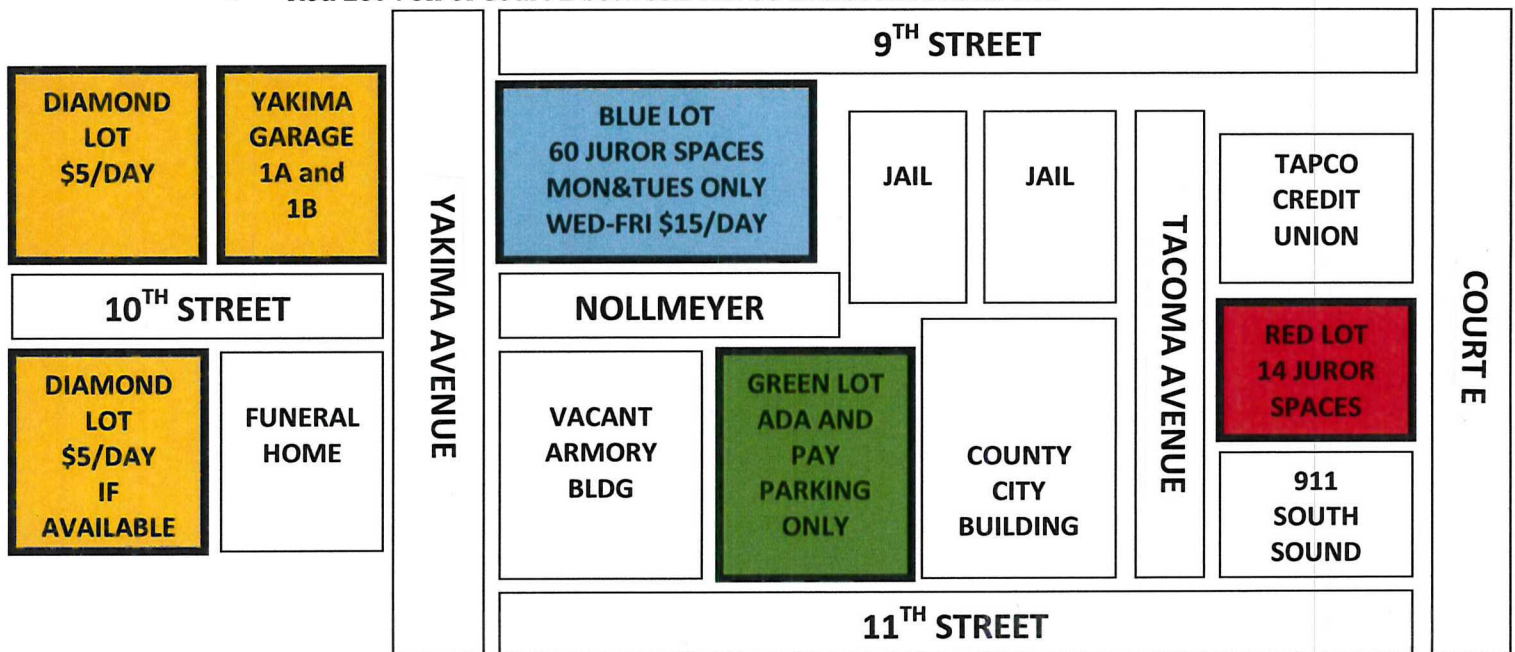 9TH STREET
DIAMOND
LOT
$5/DAY
YAKIMA
GARAGE
1A and
1B
BLUE LOT
60 JUROR SPACES
MON&TUES ONLY
WED-FRI $15/DAY
JAIL
JAIL
TAPCO
CREDIT
UNION
YAKIMA AVENUE
TACOMA AVENUE
COURT E
10TH STREET
NOLLMEYER
RED LOT
14 JUROR
SPACES
DIAMOND
LOT
$5/DAY
IF
AVAILABLE
FUNERAL
HOME
VACANT
ARMORY
BLDG
GREEN LOT
ADA AND
PAY
PARKING
ONLY
COUNTY
CITY
BUILDING
911
SOUTH
SOUND
11TH STREET